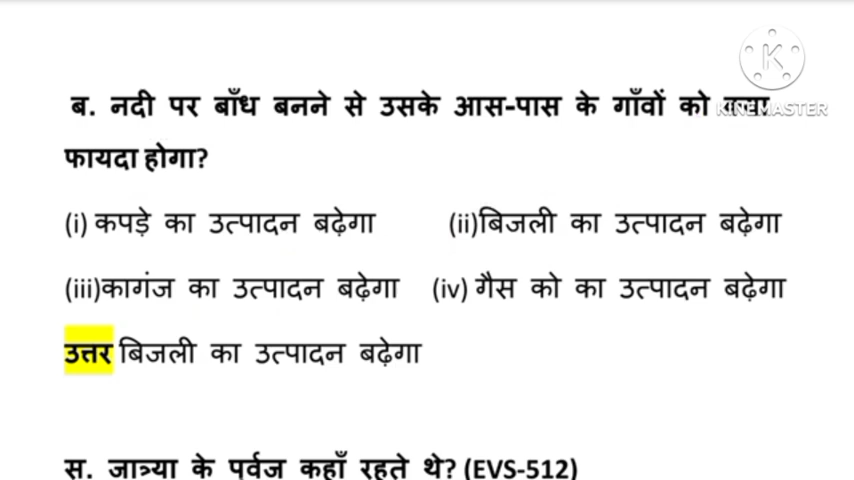 ब. नदी पर बाँध बनने से उसके आस-पास के गाँवों को
KINEMASTER
फायदा होगा?
(i) कपड़े का उत्पादन बढ़ेगा (ii)बिजली का उत्पादन बढ़ेगा
(iii)कागंज का उत्पादन बढ़ेगा (iv) गैस को का उत्पादन बढ़ेगा
उत्तर बिजली का उत्पादन बढ़ेगा
स. जात्र्या के पूर्वज कहाँ रहते थे? (EVS-512)